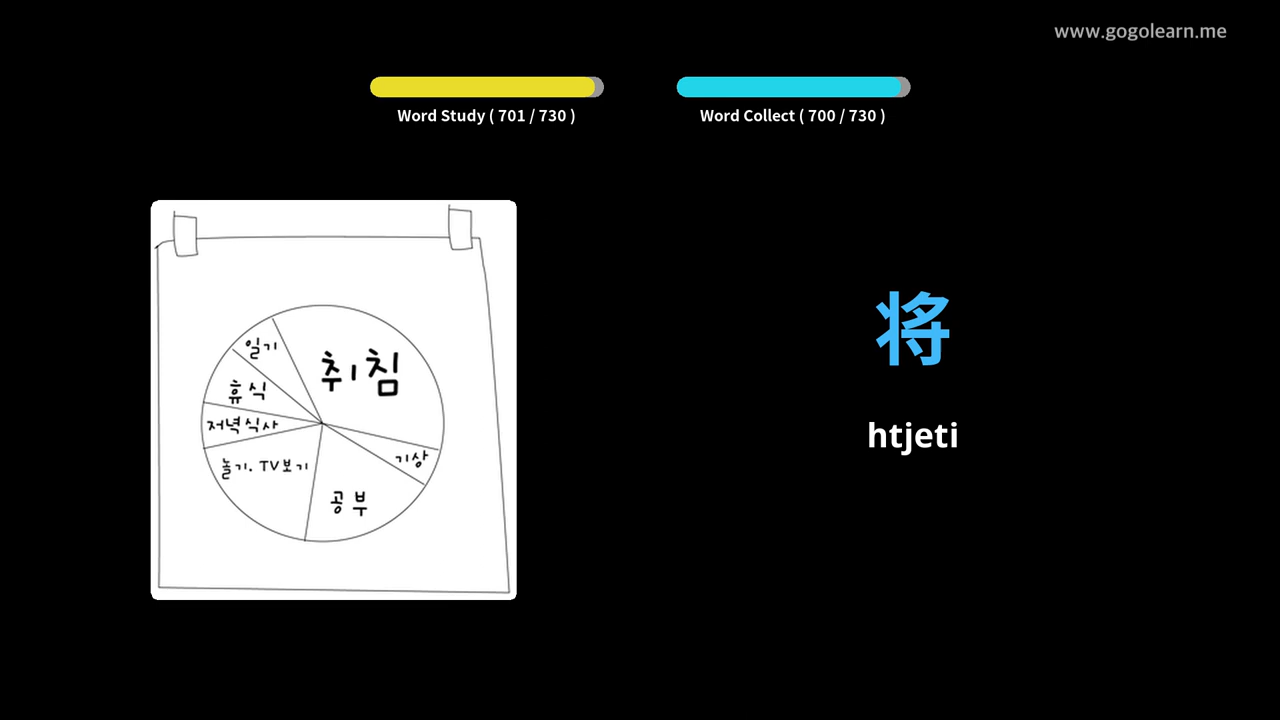 www.gogolearn.me
Word Study ( 701 / 730 )
Word Collect ( 700 / 730 )
일기
취침
휴식
저녁식사
놀기. TV보기
기상
공부
将
htjeti